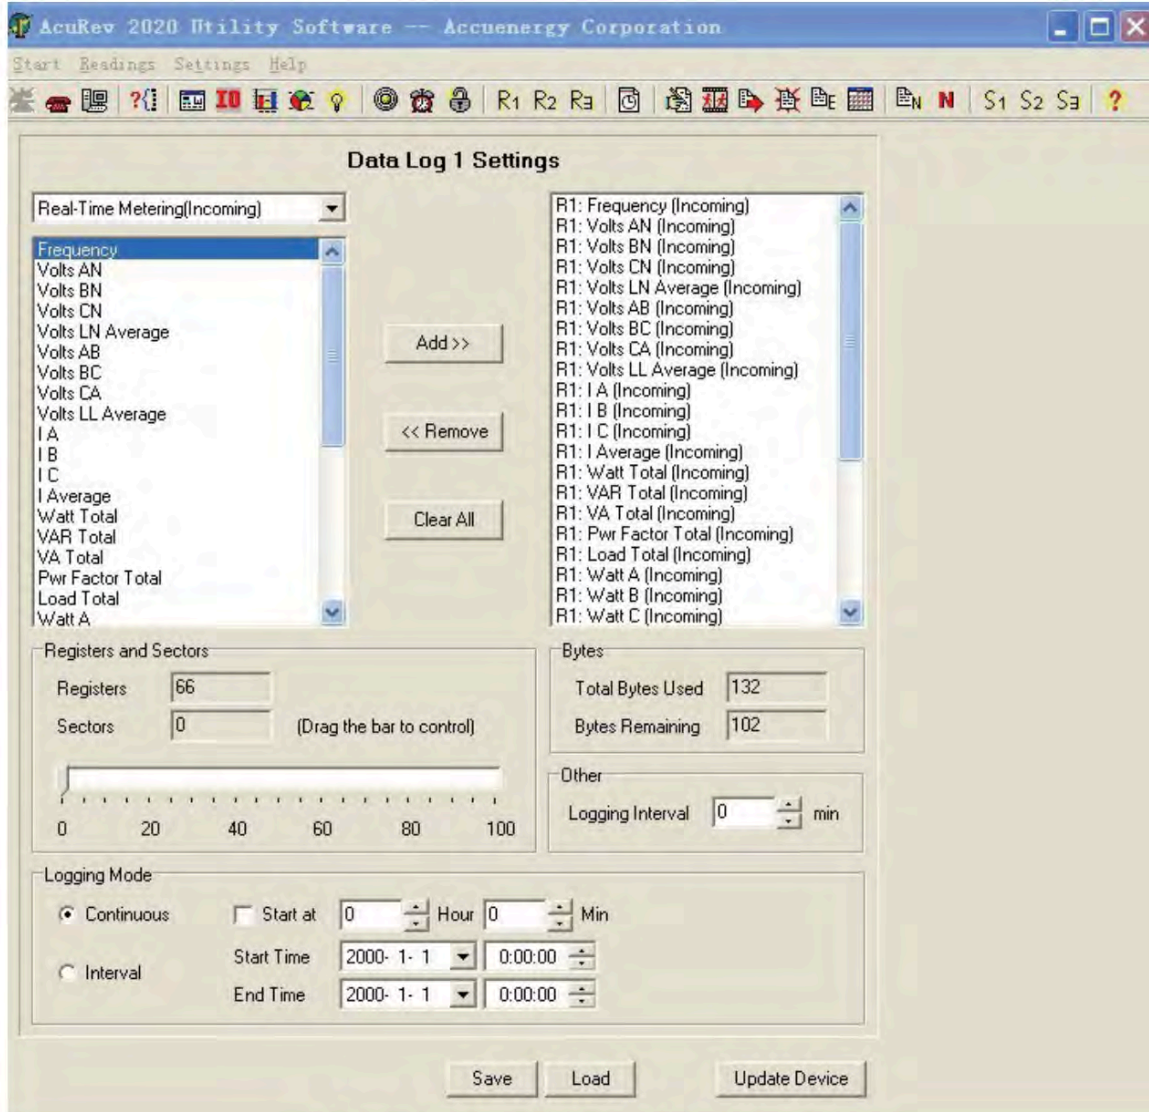 AcuRev 2020 Utility Software -- Accuenergy Corporation
Start Readings Settings Help
?{} IO R1 R2 R3 E N N S1 S2 S3 ?
Data Log 1 Settings
Real-Time Metering(Incoming)
Frequency
Volts AN
Volts BN
Volts CN
Volts LN Average
Volts AB
Volts BC
Volts CA
Volts LL Average
I A
I B
I C
I Average
Watt Total
VAR Total
VA Total
Pwr Factor Total
Load Total
Watt A
Add >>
<< Remove
Clear All
R1: Frequency (Incoming)
R1: Volts AN (Incoming)
R1: Volts BN (Incoming)
R1: Volts CN (Incoming)
R1: Volts LN Average (Incoming)
R1: Volts AB (Incoming)
R1: Volts BC (Incoming)
R1: Volts CA (Incoming)
R1: Volts LL Average (Incoming)
R1: I A (Incoming)
R1: I B (Incoming)
R1: I C (Incoming)
R1: I Average (Incoming)
R1: Watt Total (Incoming)
R1: VAR Total (Incoming)
R1: VA Total (Incoming)
R1: Pwr Factor Total (Incoming)
R1: Load Total (Incoming)
R1: Watt A (Incoming)
R1: Watt B (Incoming)
R1: Watt C (Incoming)
Registers and Sectors
Registers 66
Sectors 0 (Drag the bar to control)
0 20 40 60 80 100
Bytes
Total Bytes Used 132
Bytes Remaining 102
Other
Logging Interval 0 min
Logging Mode
Continuous Start at 0 Hour 0 Min
Start Time 2000- 1- 1 0:00:00
Interval
End Time 2000- 1- 1 0:00:00
Save Load Update Device